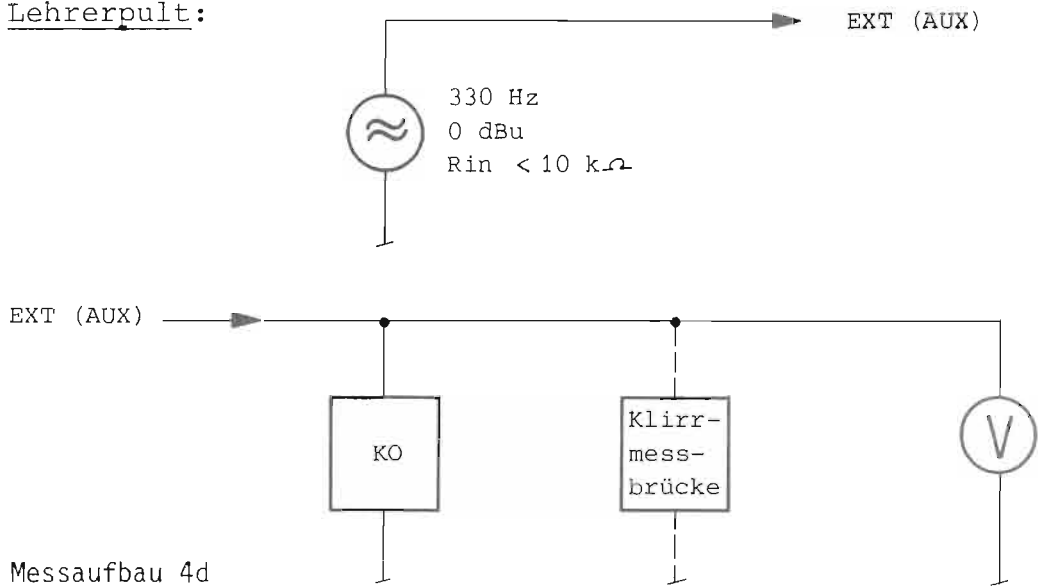 Lehrerpult:
EXT (AUX)
330 Hz
0 dBu
Rin < 10 kΩ
EXT (AUX)
KO
Klirr-
mess-
brücke
V
Messaufbau 4d